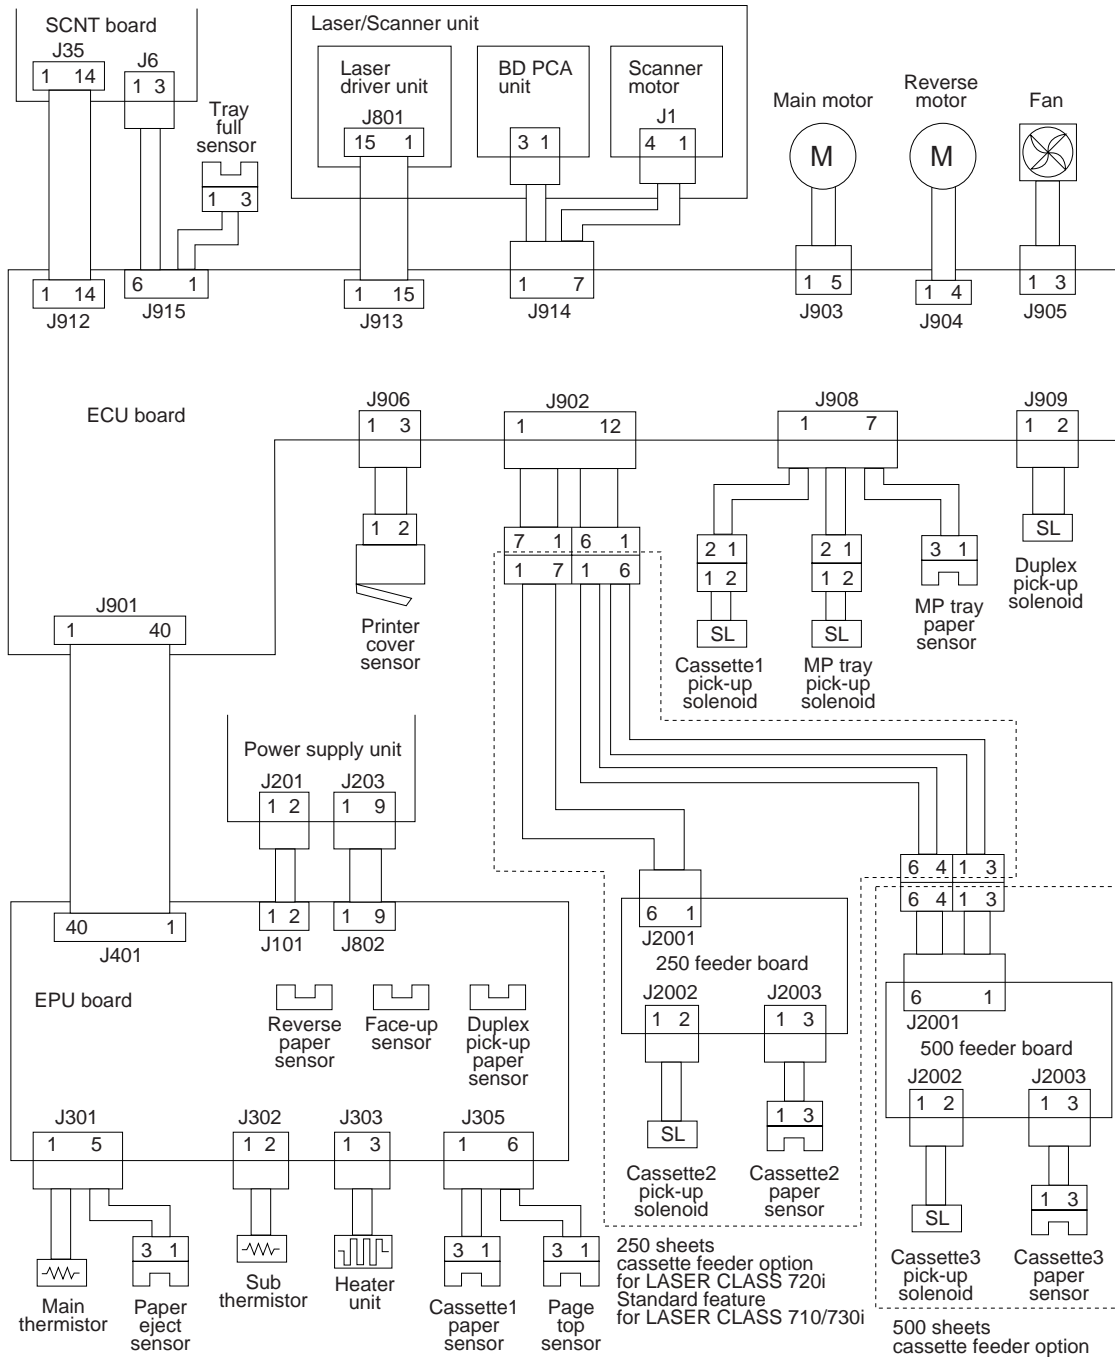 SCNT board
J35
1 14
J6
1 3
Tray
full
sensor
1 3
Laser/Scanner unit
Laser
driver unit
J801
15 1
BD PCA
unit
3 1
Scanner
motor
J1
4 1
Main motor
M
Reverse
motor
M
Fan
1 14
J912
6 1
J915
1 15
J913
1 7
J914
1 5
J903
1 4
J904
1 3
J905
ECU board
J906
1 3
1 2
Printer
cover
sensor
J902
1 12
7 1 6 1
1 7 1 6
J908
1 7
2 1
1 2
SL
Cassette1
pick-up
solenoid
2 1
1 2
SL
MP tray
pick-up
solenoid
3 1
MP tray
paper
sensor
J909
1 2
SL
Duplex
pick-up
solenoid
J901
1 40
Power supply unit
J201
1 2
J203
1 9
40 1
J401
1 2
J101
1 9
J802
EPU board
Reverse
paper
sensor
Face-up
sensor
Duplex
pick-up
paper
sensor
J301
1 5
Main
thermistor
3 1
Paper
eject
sensor
J302
1 2
Sub
thermistor
J303
1 3
Heater
unit
J305
1 6
3 1
Cassette1
paper
sensor
3 1
Page
top
sensor
6 1
J2001
250 feeder board
J2002
1 2
SL
Cassette2
pick-up
solenoid
J2003
1 3
1 3
Cassette2
paper
sensor
250 sheets
cassette feeder option
for LASER CLASS 720i
Standard feature
for LASER CLASS 710/730i
6 4 1 3
6 4 1 3
6 1
J2001
500 feeder board
J2002
1 2
SL
Cassette3
pick-up
solenoid
J2003
1 3
1 3
Cassette3
paper
sensor
500 sheets
cassette feeder option